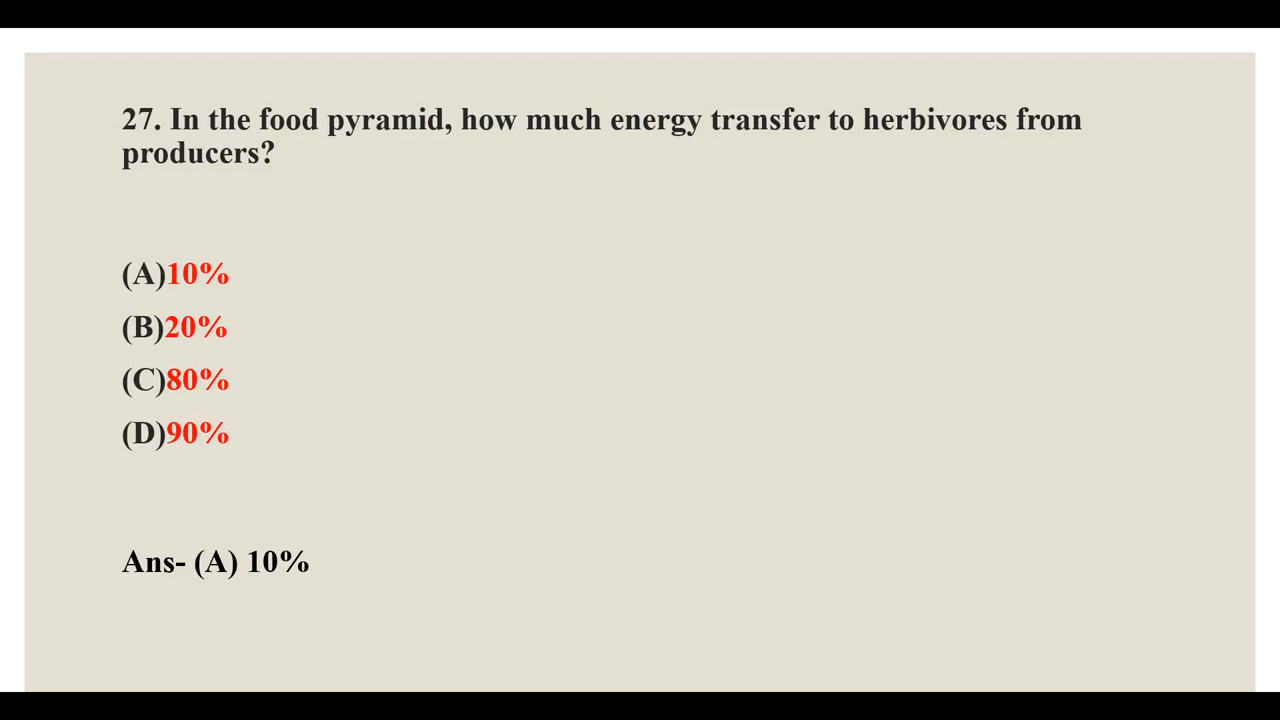 27. In the food pyramid, how much energy transfer to herbivores from
producers?
(A)10%
(B)20%
(C)80%
(D)90%
Ans- (A) 10%